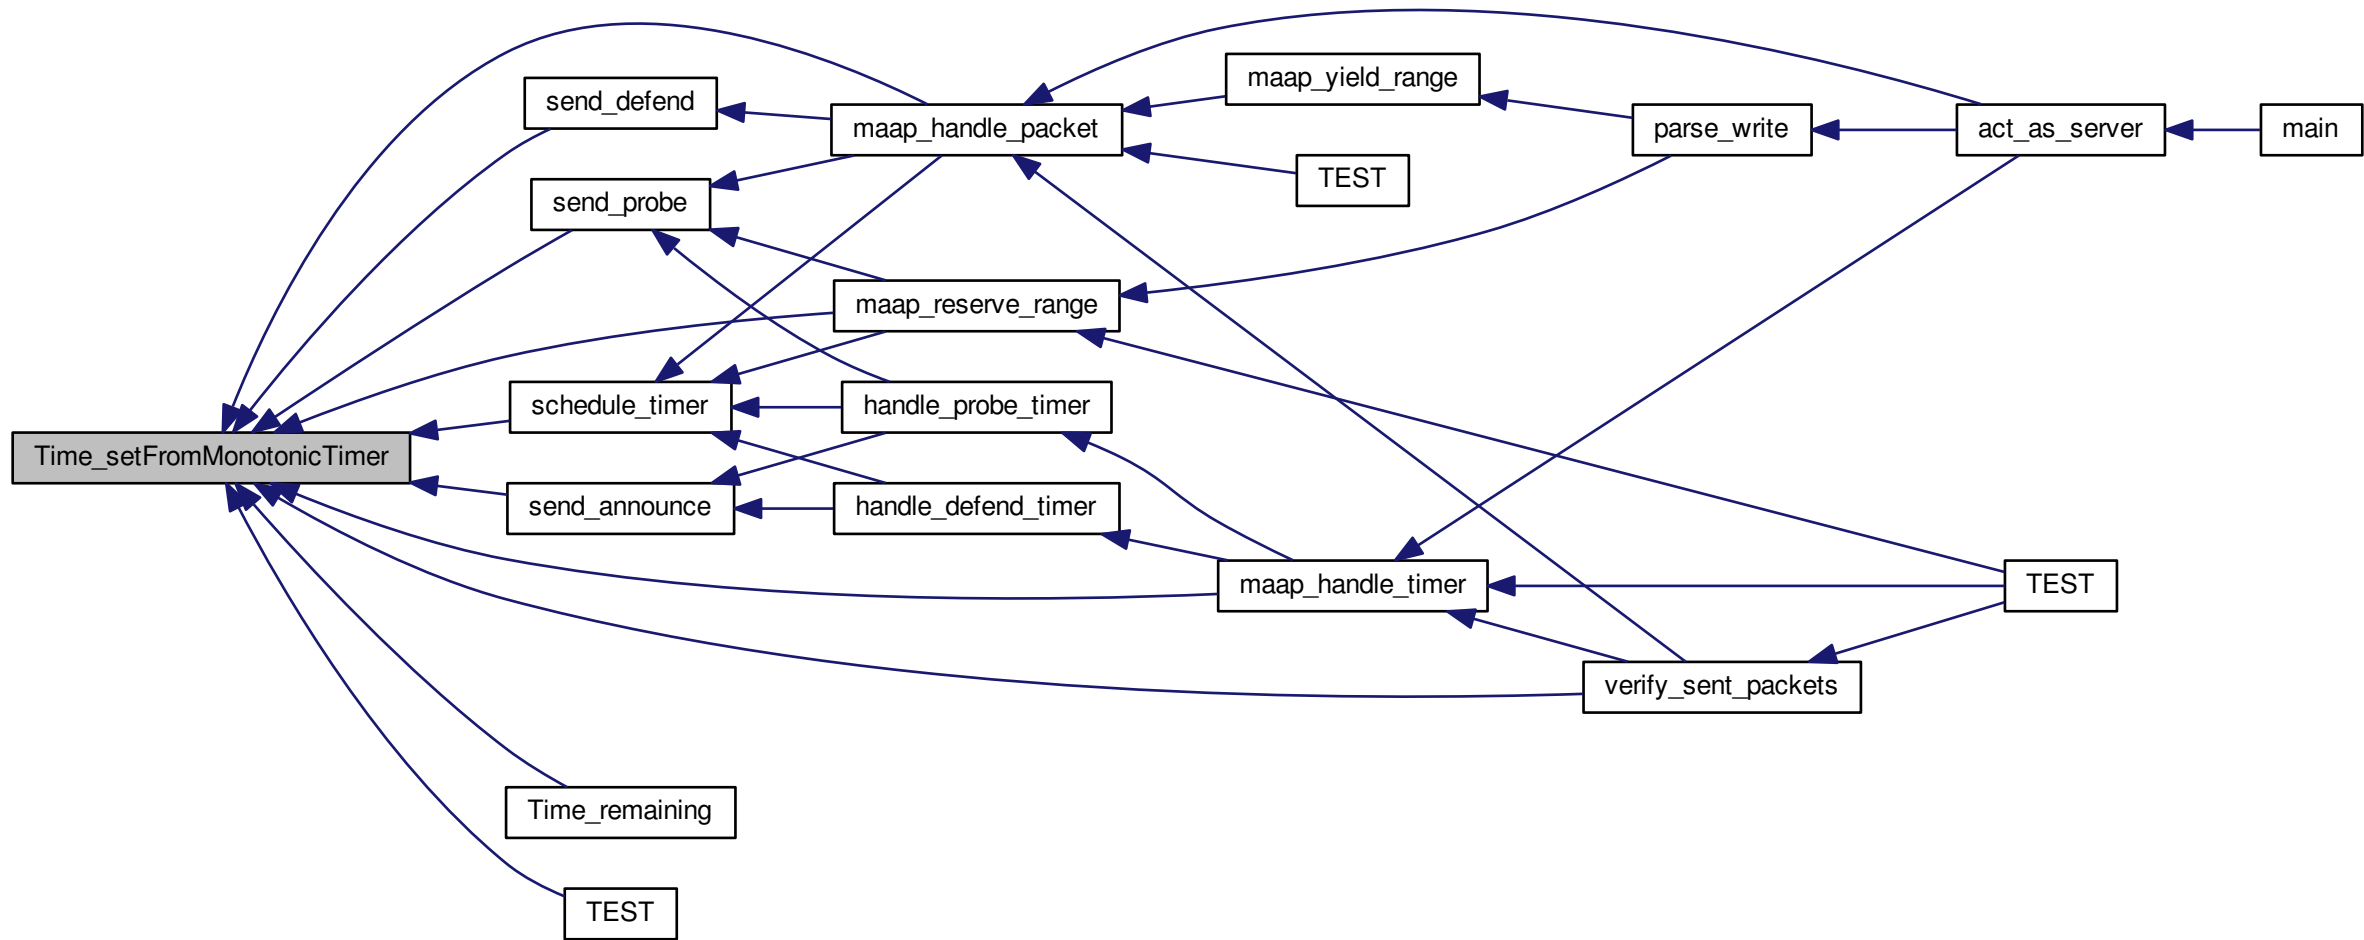 send_defend
maap_yield_range
maap_handle_packet
parse_write
act_as_server
main
TEST
send_probe
maap_reserve_range
schedule_timer
handle_probe_timer
Time_setFromMonotonicTimer
send_announce
handle_defend_timer
maap_handle_timer
TEST
verify_sent_packets
Time_remaining
TEST